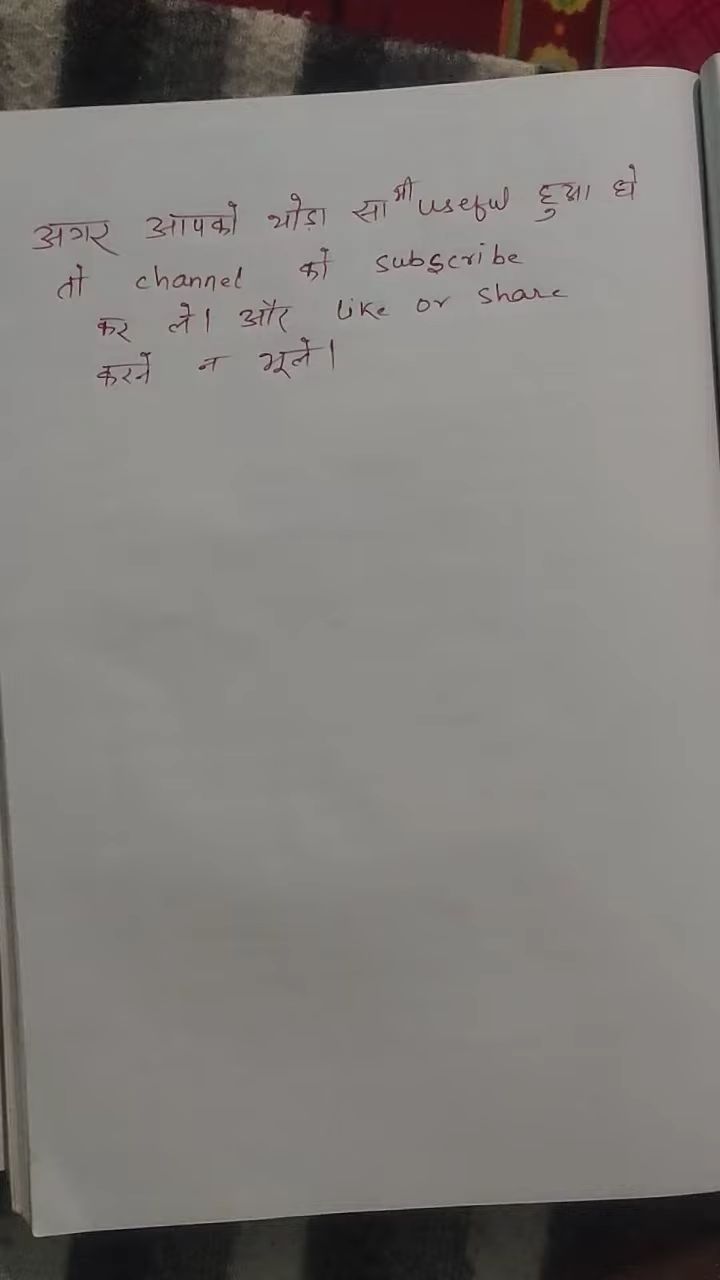 अगर आपको थोड़ा सा भी useful हुआ हो
तो channel को subscribe
कर ले। और like or share
करने न भूले।